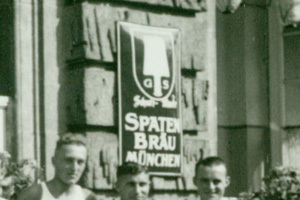 G S
SPATEN
BRÄU
MÜNCHEN